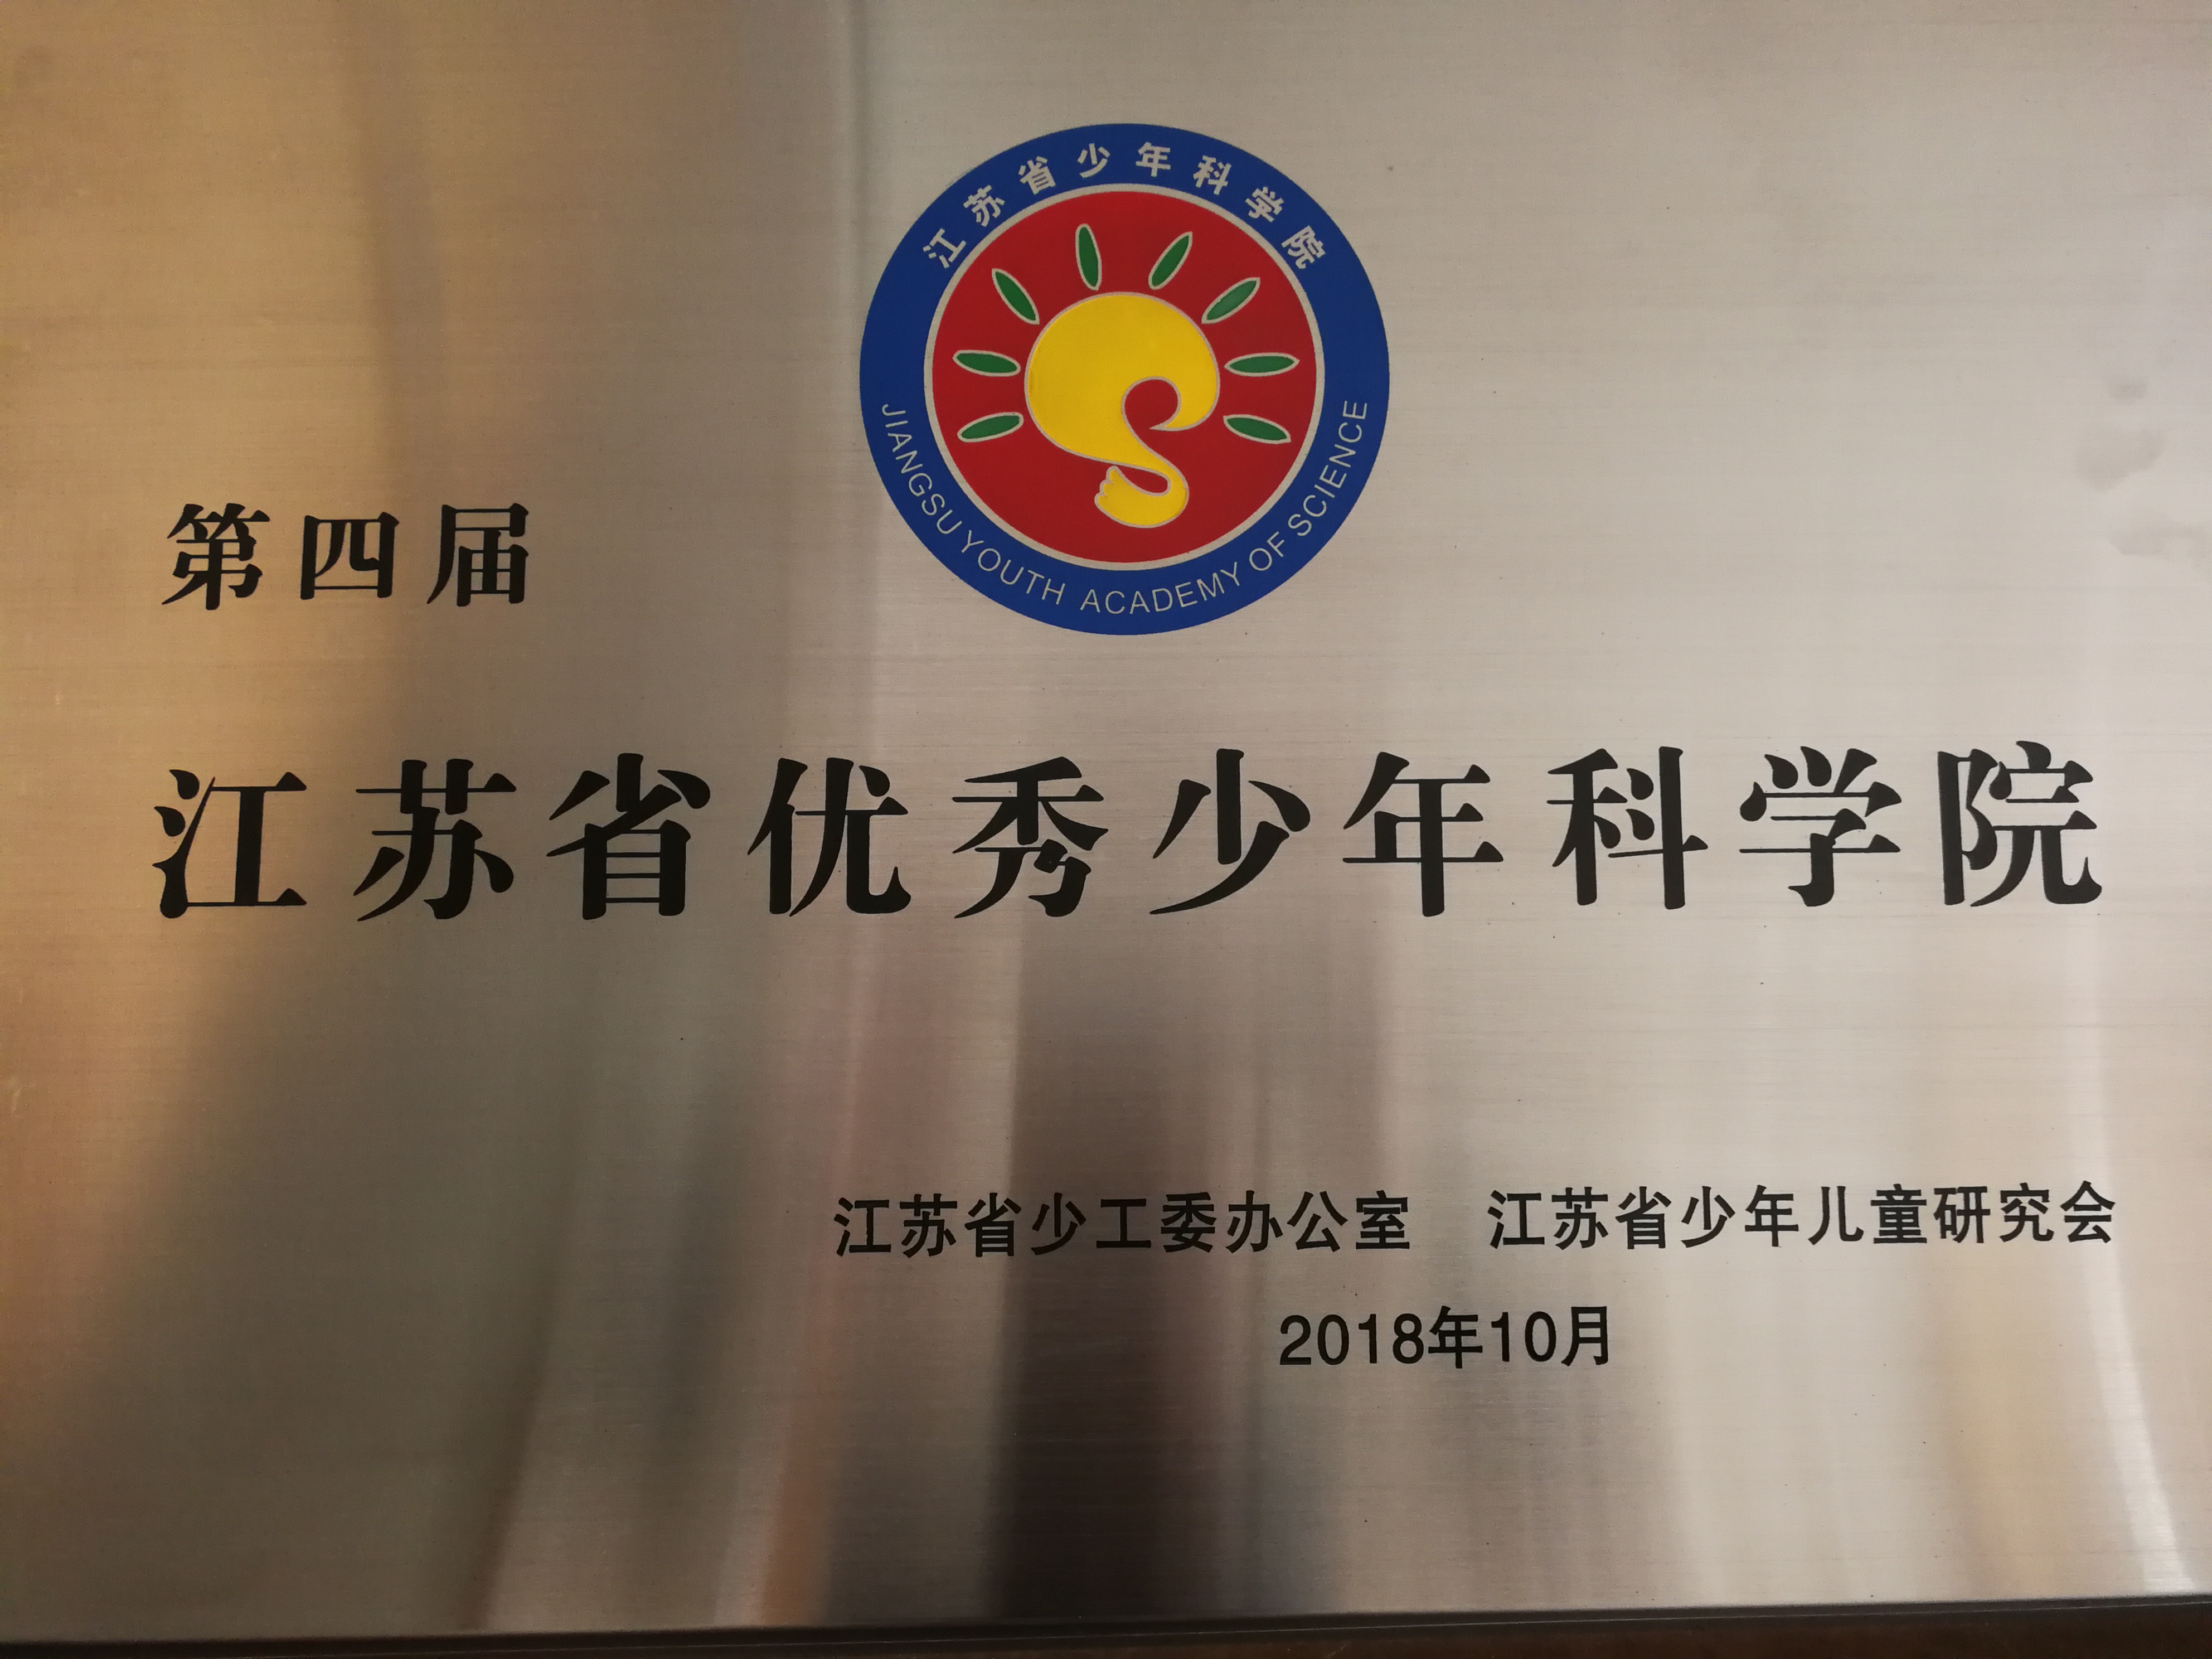 江苏省少年科学院
JIANGSU YOUTH ACADEMY OF SCIENCE
第四届
江苏省优秀少年科学院
江苏省少工委办公室 江苏省少年儿童研究会
2018年10月